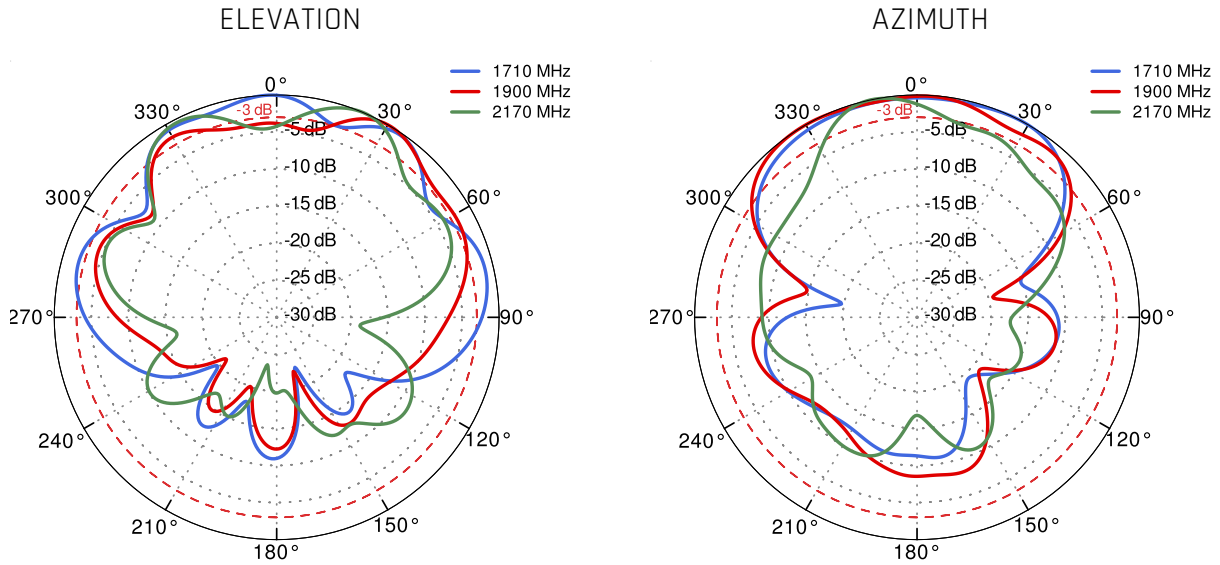 ELEVATION
1710 MHz
1900 MHz
2170 MHz
0°
330°
30°
-3 dB
-5 dB
-10 dB
300°
60°
-15 dB
-20 dB
-25 dB
-30 dB
270°
90°
240°
120°
210°
150°
180°
AZIMUTH
1710 MHz
1900 MHz
2170 MHz
0°
330°
30°
-3 dB
-5 dB
-10 dB
300°
60°
-15 dB
-20 dB
-25 dB
-30 dB
270°
90°
240°
120°
210°
150°
180°